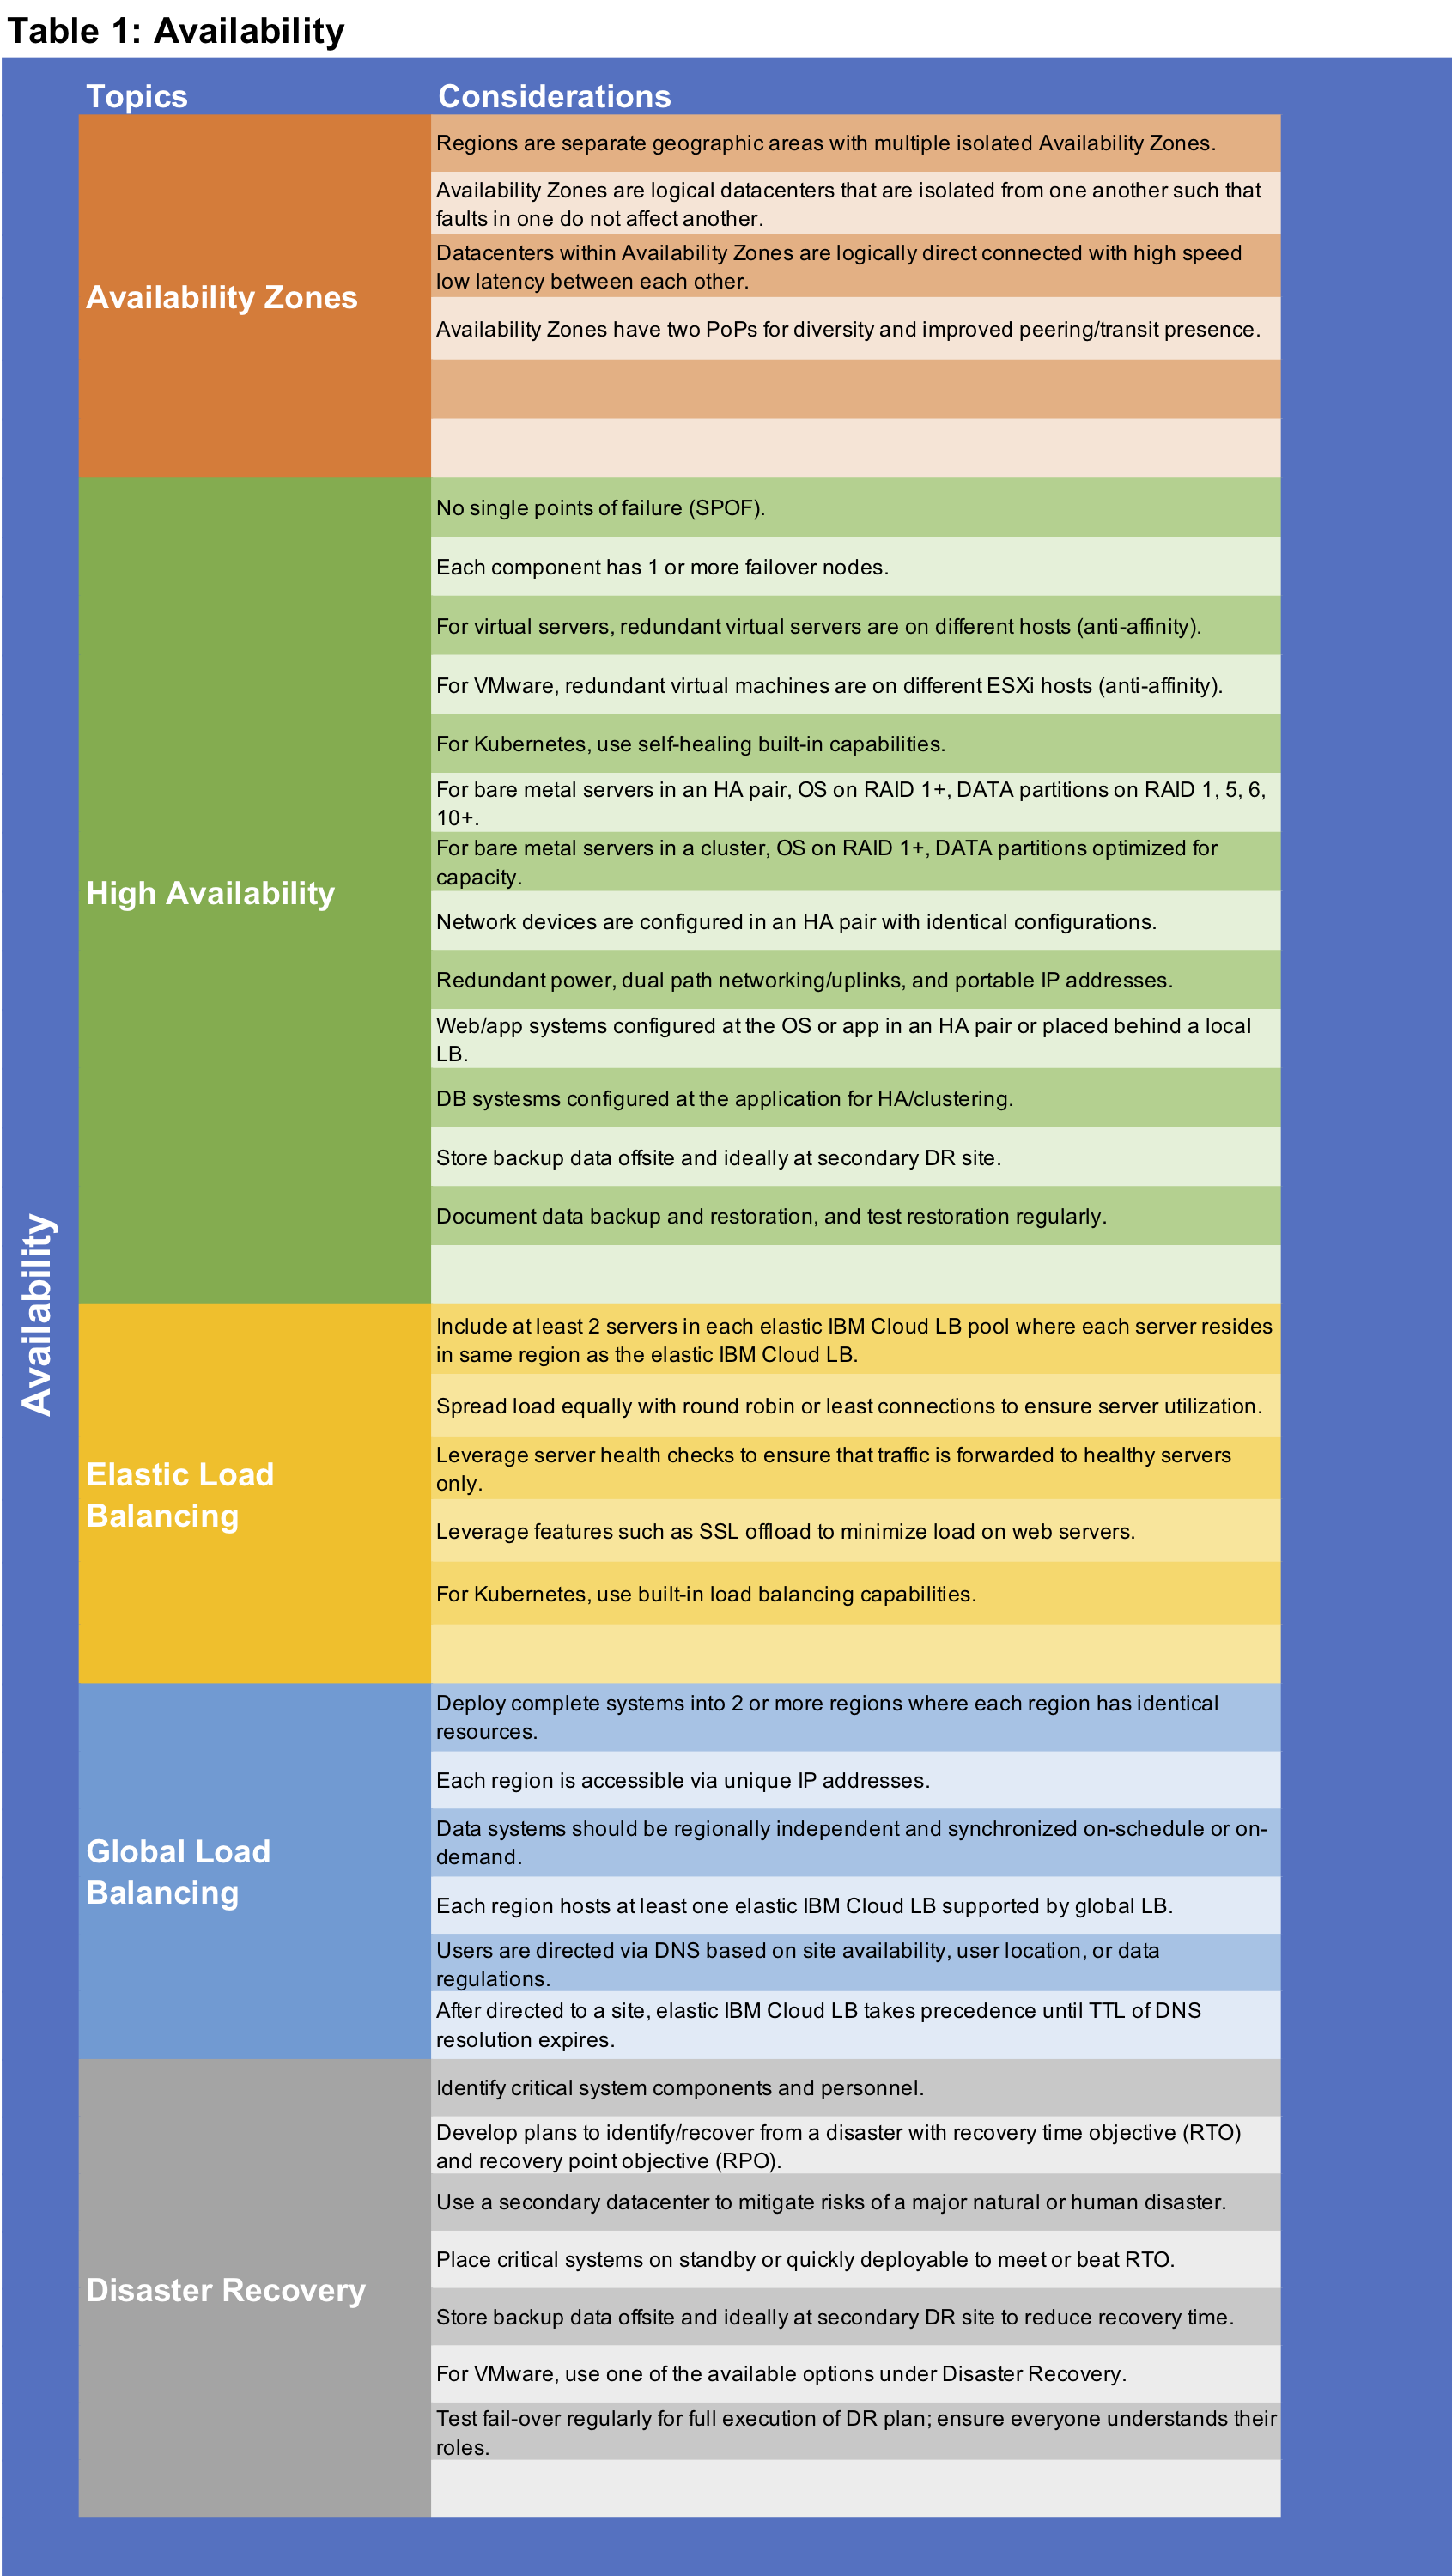 Table 1: Availability
Topics
Considerations
Availability
Availability Zones
Regions are separate geographic areas with multiple isolated Availability Zones.
Availability Zones are logical datacenters that are isolated from one another such that
faults in one do not affect another.
Datacenters within Availability Zones are logically direct connected with high speed
low latency between each other.
Availability Zones have two PoPs for diversity and improved peering/transit presence.
High Availability
No single points of failure (SPOF).
Each component has 1 or more failover nodes.
For virtual servers, redundant virtual servers are on different hosts (anti-affinity).
For VMware, redundant virtual machines are on different ESXi hosts (anti-affinity).
For Kubernetes, use self-healing built-in capabilities.
For bare metal servers in an HA pair, OS on RAID 1+, DATA partitions on RAID 1, 5, 6,
10+.
For bare metal servers in a cluster, OS on RAID 1+, DATA partitions optimized for
capacity.
Network devices are configured in an HA pair with identical configurations.
Redundant power, dual path networking/uplinks, and portable IP addresses.
Web/app systems configured at the OS or app in an HA pair or placed behind a local
LB.
DB systesms configured at the application for HA/clustering.
Store backup data offsite and ideally at secondary DR site.
Document data backup and restoration, and test restoration regularly.
Elastic Load
Balancing
Include at least 2 servers in each elastic IBM Cloud LB pool where each server resides
in same region as the elastic IBM Cloud LB.
Spread load equally with round robin or least connections to ensure server utilization.
Leverage server health checks to ensure that traffic is forwarded to healthy servers
only.
Leverage features such as SSL offload to minimize load on web servers.
For Kubernetes, use built-in load balancing capabilities.
Global Load
Balancing
Deploy complete systems into 2 or more regions where each region has identical
resources.
Each region is accessible via unique IP addresses.
Data systems should be regionally independent and synchronized on-schedule or on-
demand.
Each region hosts at least one elastic IBM Cloud LB supported by global LB.
Users are directed via DNS based on site availability, user location, or data
regulations.
After directed to a site, elastic IBM Cloud LB takes precedence until TTL of DNS
resolution expires.
Disaster Recovery
Identify critical system components and personnel.
Develop plans to identify/recover from a disaster with recovery time objective (RTO)
and recovery point objective (RPO).
Use a secondary datacenter to mitigate risks of a major natural or human disaster.
Place critical systems on standby or quickly deployable to meet or beat RTO.
Store backup data offsite and ideally at secondary DR site to reduce recovery time.
For VMware, use one of the available options under Disaster Recovery.
Test fail-over regularly for full execution of DR plan; ensure everyone understands their
roles.